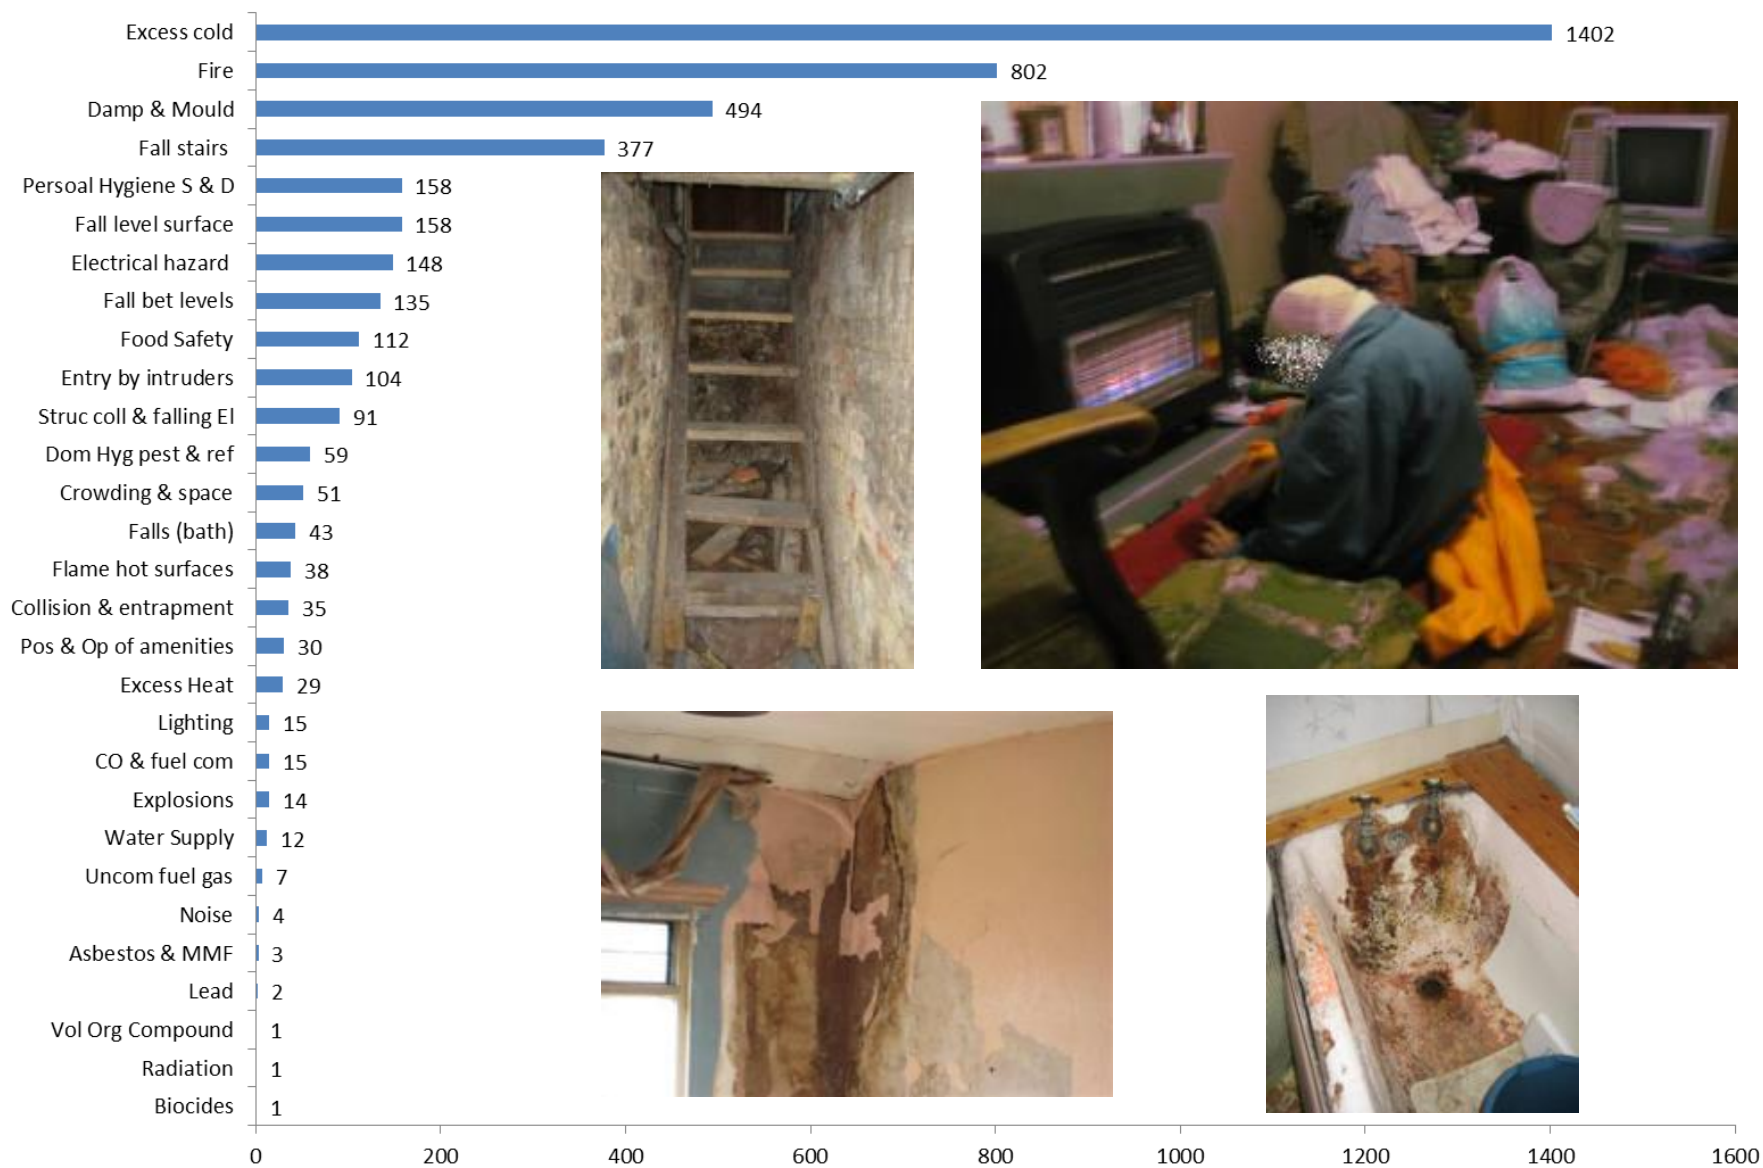 Excess cold 1402
Fire 802
Damp & Mould 494
Fall stairs 377
Persoal Hygiene S & D 158
Fall level surface 158
Electrical hazard 148
Fall bet levels 135
Food Safety 112
Entry by intruders 104
Struc coll & falling El 91
Dom Hyg pest & ref 59
Crowding & space 51
Falls (bath) 43
Flame hot surfaces 38
Collision & entrapment 35
Pos & Op of amenities 30
Excess Heat 29
Lighting 15
CO & fuel com 15
Explosions 14
Water Supply 12
Uncom fuel gas 7
Noise 4
Asbestos & MMF 3
Lead 2
Vol Org Compound 1
Radiation 1
Biocides 1
0 200 400 600 800 1000 1200 1400 1600